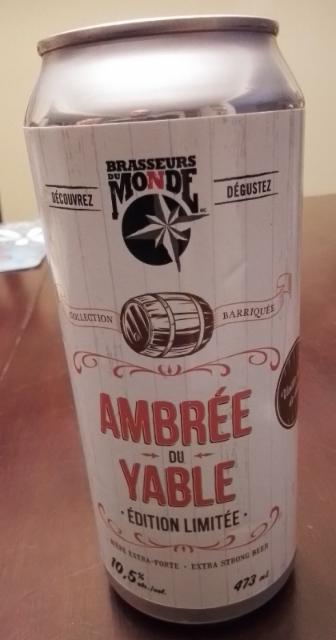 BRASSEURS
DU
MONDE
DÉCOUVREZ
DÉGUSTEZ
COLLECTION
BARRIQUÉE
AMBRÉE
DU
YABLE
· ÉDITION LIMITÉE ·
BIÈRE EXTRA-FORTE · EXTRA STRONG BEER
10,5% alc./vol.
473 ml